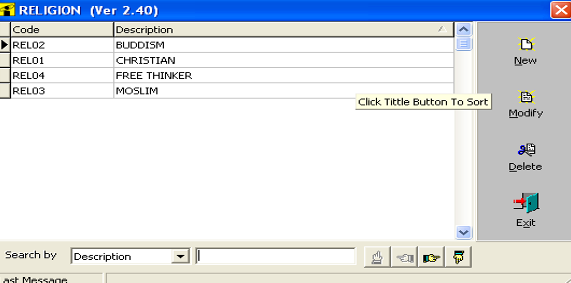 RELIGION (Ver 2.40)
Code Description
REL02 BUDDISM
REL01 CHRISTIAN
REL04 FREE THINKER
REL03 MOSLIM
Click Tittle Button To Sort
New
Modify
Delete
Exit
Search by Description
ast Message